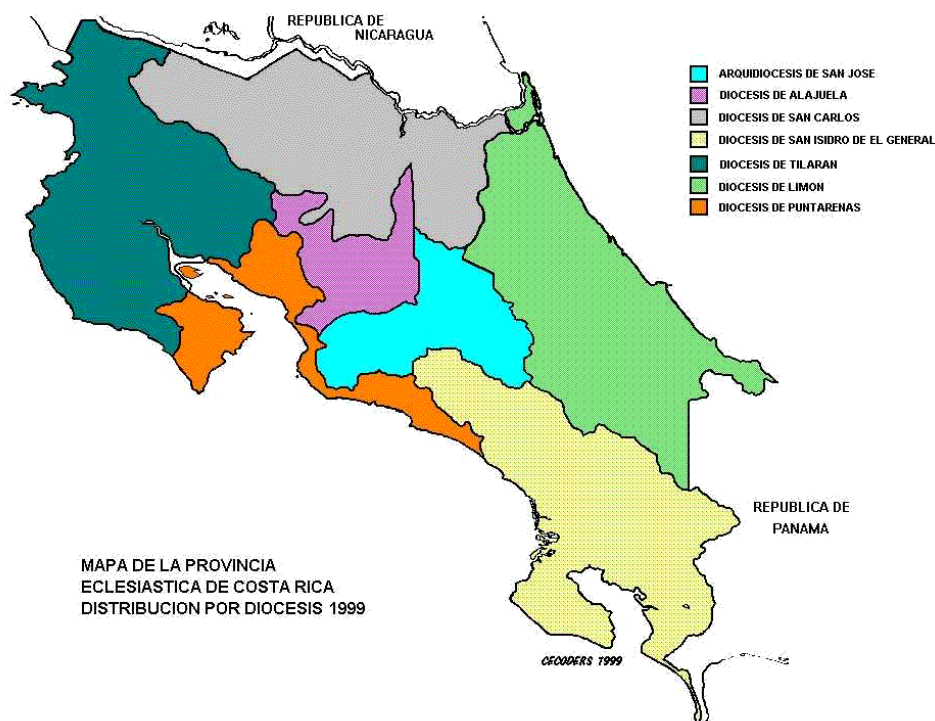 REPUBLICA DE
NICARAGUA
ARQUIDIOCESIS DE SAN JOSE
DIOCESIS DE ALAJUELA
DIOCESIS DE SAN CARLOS
DIOCESIS DE SAN ISIDRO DE EL GENERAL
DIOCESIS DE TILARAN
DIOCESIS DE LIMON
DIOCESIS DE PUNTARENAS
REPUBLICA DE
PANAMA
MAPA DE LA PROVINCIA
ECLESIASTICA DE COSTA RICA
DISTRIBUCION POR DIOCESIS 1999
CECODERS 1999